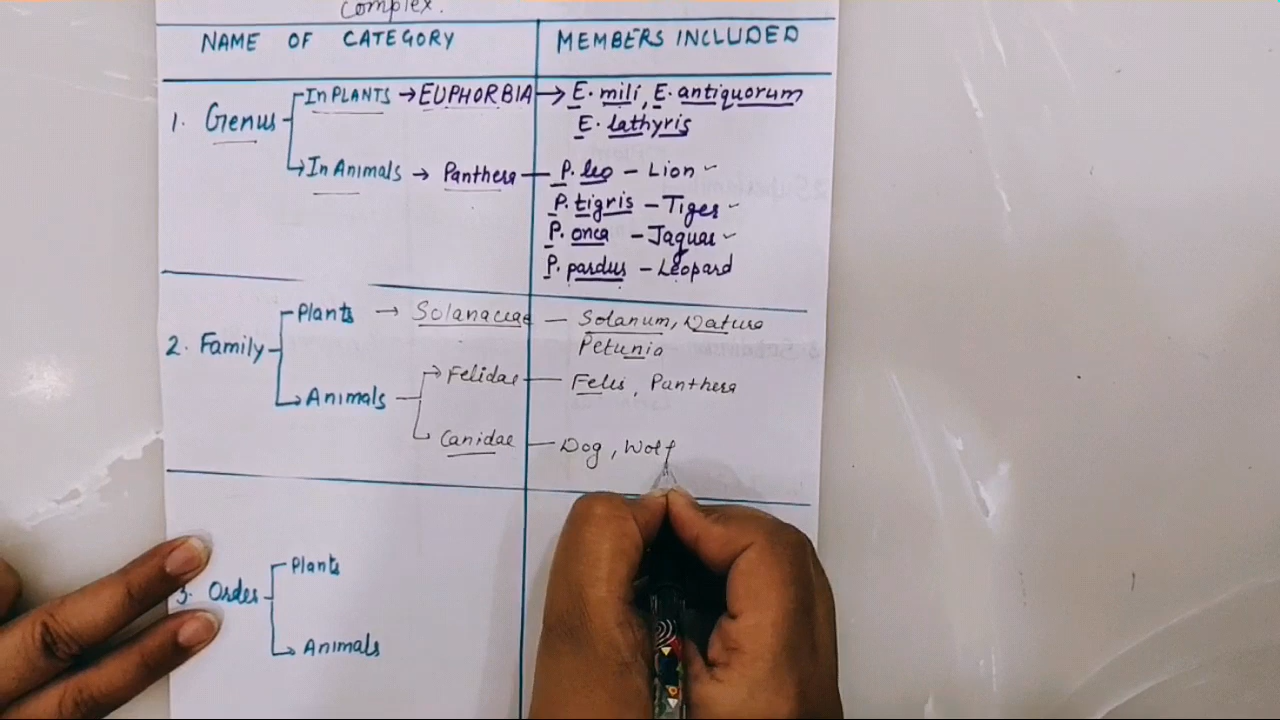 complex.
NAME OF CATEGORY MEMBERS INCLUDED
1. Genus
In PLANTS → EUPHORBIA → E. mili, E. antiquorum
E. lathyris
In Animals → Panthera — P. leo – Lion
P. tigris – Tiger
P. onca – Jaguar
P. pardus – Leopard
2. Family
Plants → Solanaceae — Solanum, Datura
Petunia
Animals
Felidae — Felis, Panthera
Canidae — Dog, Wolf
3. Order
Plants
Animals